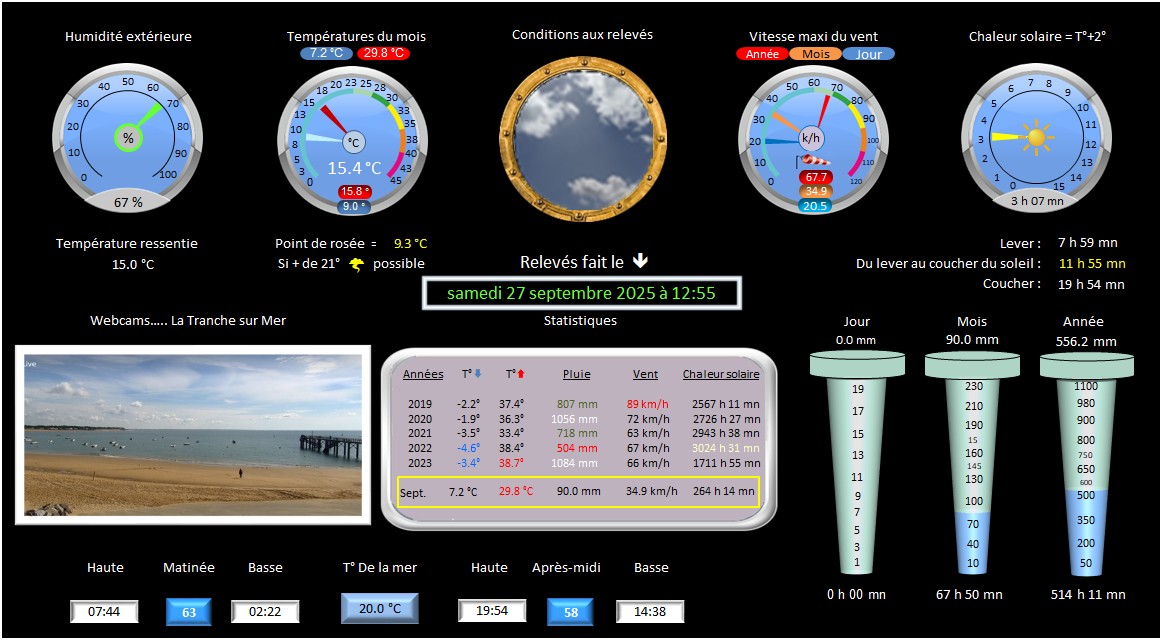 Humidité extérieure
Températures du mois
Conditions aux relevés
Vitesse maxi du vent
Chaleur solaire = T°+2°
7.2 °C 29.8 °C
Année Mois Jour
0 10 20 30 40 50 60 70 80 90 100
%
67 %
0 3 5 8 10 13 15 18 20 23 25 28 30 33 35 38 40 43 45
°C
15.4 °C
15.8 °
9.0 °
0 10 20 30 40 50 60 70 80 90 100 110 120
k/h
67.7
34.9
20.5
0 1 2 3 4 5 6 7 8 9 10 11 12 13 14 15
3 h 07 mn
Température ressentie
15.0 °C
Point de rosée = 9.3 °C
Si + de 21° possible
Relevés fait le
samedi 27 septembre 2025 à 12:55
Lever : 7 h 59 mn
Du lever au coucher du soleil : 11 h 55 mn
Coucher : 19 h 54 mn
Webcams….. La Tranche sur Mer
ive
Statistiques
Années T° T° Pluie Vent Chaleur solaire
2019 -2.2° 37.4° 807 mm 89 km/h 2567 h 11 mn
2020 -1.9° 36.3° 1056 mm 72 km/h 2726 h 27 mn
2021 -3.5° 33.4° 718 mm 63 km/h 2943 h 38 mn
2022 -4.6° 38.4° 504 mm 67 km/h 3024 h 31 mn
2023 -3.4° 38.7° 1084 mm 66 km/h 1711 h 55 mn
Sept. 7.2 °C 29.8 °C 90.0 mm 34.9 km/h 264 h 14 mn
Jour
0.0 mm
19
17
15
13
11
9
7
5
3
1
0 h 00 mn
Mois
90.0 mm
230
210
190
15
160
145
130
100
70
40
10
67 h 50 mn
Année
556.2 mm
1100
980
900
800
750
650
600
500
350
200
50
514 h 11 mn
Haute Matinée Basse T° De la mer Haute Après-midi Basse
07:44 63 02:22 20.0 °C 19:54 58 14:38